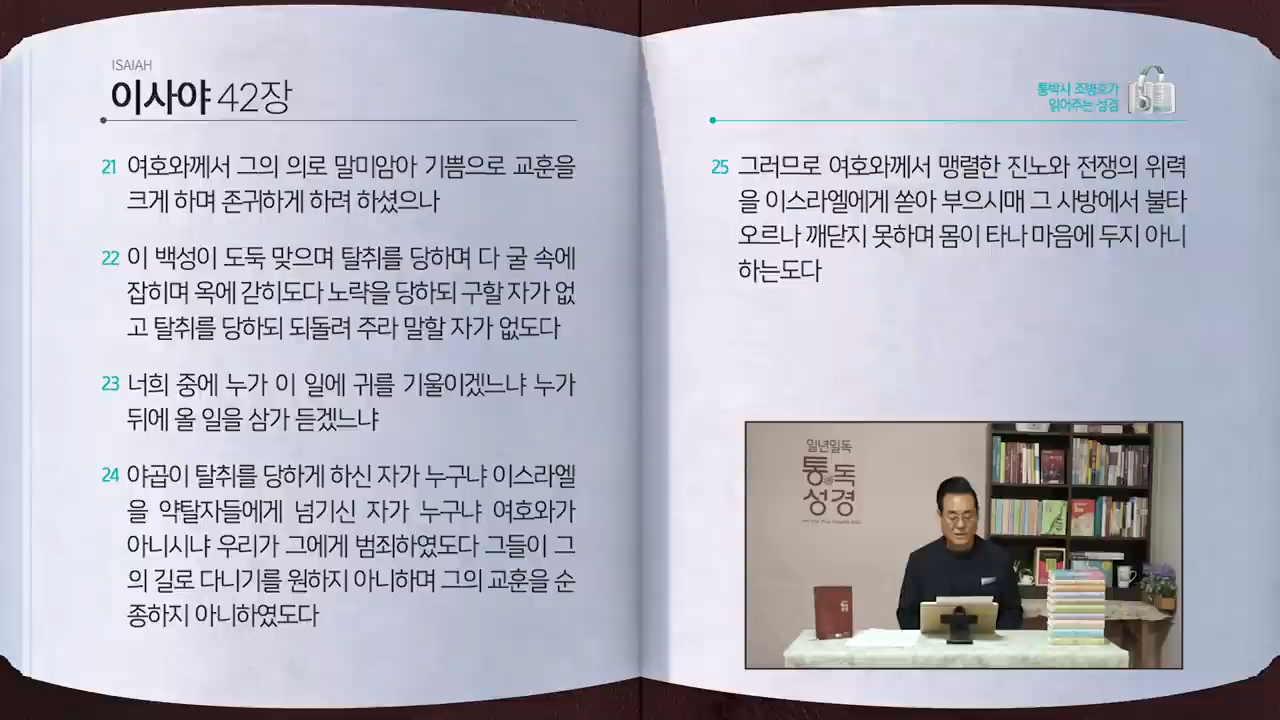 ISAIAH
이사야 42장
21 여호와께서 그의 의로 말미암아 기쁨으로 교훈을
크게 하며 존귀하게 하려 하셨으나
22 이 백성이 도둑 맞으며 탈취를 당하며 다 굴 속에
잡히며 옥에 갇히도다 노략을 당하되 구할 자가 없
고 탈취를 당하되 되돌려 주라 말할 자가 없도다
23 너희 중에 누가 이 일에 귀를 기울이겠느냐 누가
뒤에 올 일을 삼가 듣겠느냐
24 야곱이 탈취를 당하게 하신 자가 누구냐 이스라엘
을 약탈자들에게 넘기신 자가 누구냐 여호와가
아니시냐 우리가 그에게 범죄하였도다 그들이 그
의 길로 다니기를 원하지 아니하며 그의 교훈을 순
종하지 아니하였도다
통박사 조병호가
읽어주는 성경
25 그러므로 여호와께서 맹렬한 진노와 전쟁의 위력
을 이스라엘에게 쏟아 부으시매 그 사방에서 불타
오르나 깨닫지 못하며 몸이 타나 마음에 두지 아니
하는도다
일년일독
통독
성경